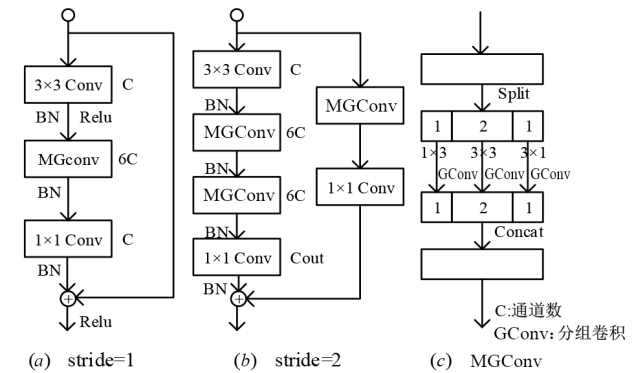 3×3 Conv C
BN Relu
MGconv 6C
BN
1×1 Conv C
BN
+
Relu
(a) stride=1
3×3 Conv C
BN
MGConv 6C
BN
MGConv 6C
BN
1×1 Conv Cout
BN
+
MGConv
1×1 Conv
(b) stride=2
Split
1 2 1
1×3 3×3 3×1
GConv GConv GConv
1 2 1
Concat
C:通道数
GConv:分组卷积
(c) MGConv